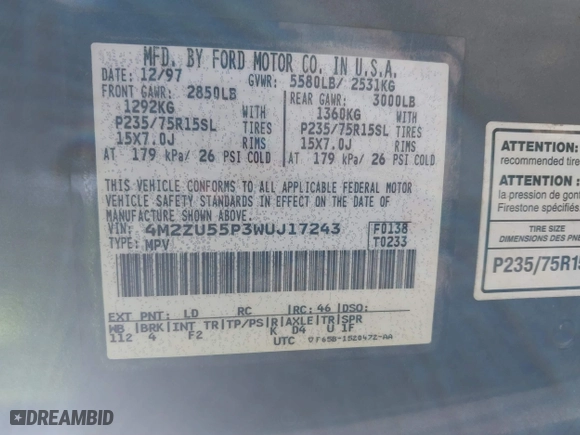 MFD. BY FORD MOTOR CO. IN U.S.A.
DATE: 12/97 GVWR: 5580LB/ 2531KG
FRONT GAWR: 2850LB REAR GAWR: 3000LB
1292KG WITH 1360KG WITH
P235/75R15SL TIRES P235/75R15SL TIRES
15X7.0J RIMS 15X7.0J RIMS
AT 179 kPa/ 26 PSI COLD AT 179 kPa/ 26 PSI COLD
THIS VEHICLE CONFORMS TO ALL APPLICABLE FEDERAL MOTOR
VEHICLE SAFETY STANDARDS IN EFFECT ON THE DATE OF
MANUFACTURE SHOWN ABOVE.
VIN: 4M2ZU55P3WUJ17243 F0138
TYPE: MPV T0233
EXT PNT: LD RC RC: 46 DSO:
WB BRK INT TR TP/PS R AXLE TR SPR
112 4 F2 K D4 U 1F
UTC
ATTENTION:
recommended tire
ATTENTION :
la pression de gon
Firestone spécifiés
TIRE SIZE
DIMENSIONS DES PNE
P235/75R15
DREAMBID